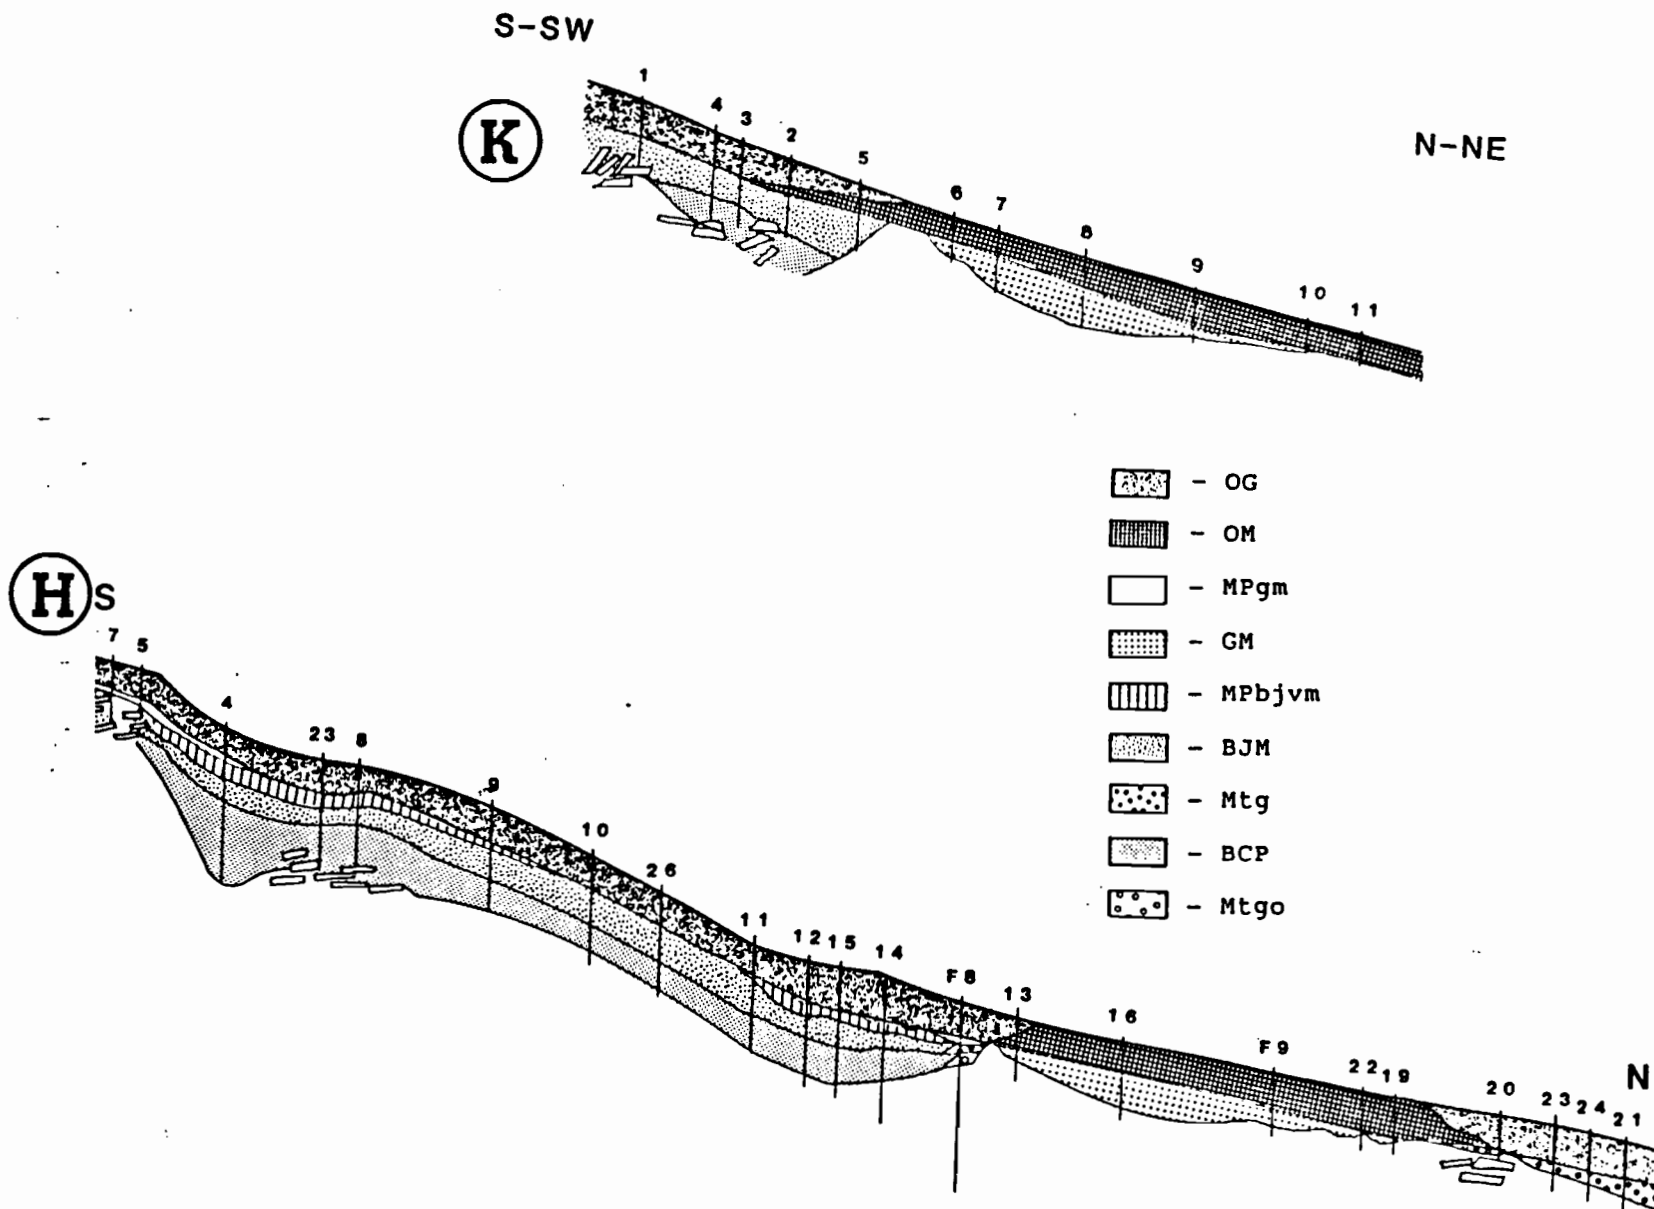 S-SW
K
N-NE
1 4 3 2 5 6 7 8 9 10 11
- OG
- OM
- MPgm
- GM
- MPbjvm
- BJM
- Mtg
- BCP
- Mtgo
H S
7 5 4 23 8 9 10 26 11 12 15 14 F8 13 16 F9 22 19 20 23 24 21
N